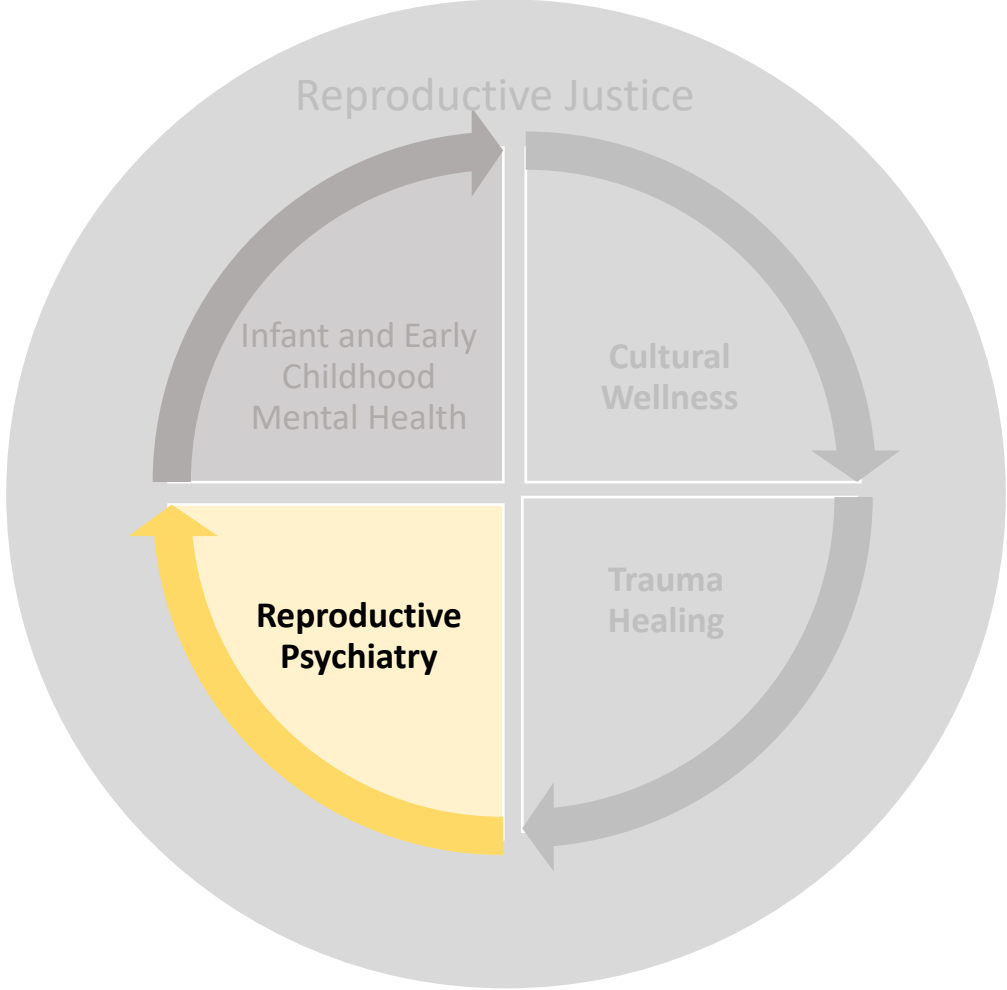 Reproductive Justice
Infant and Early
Childhood
Mental Health
Cultural
Wellness
Reproductive
Psychiatry
Trauma
Healing